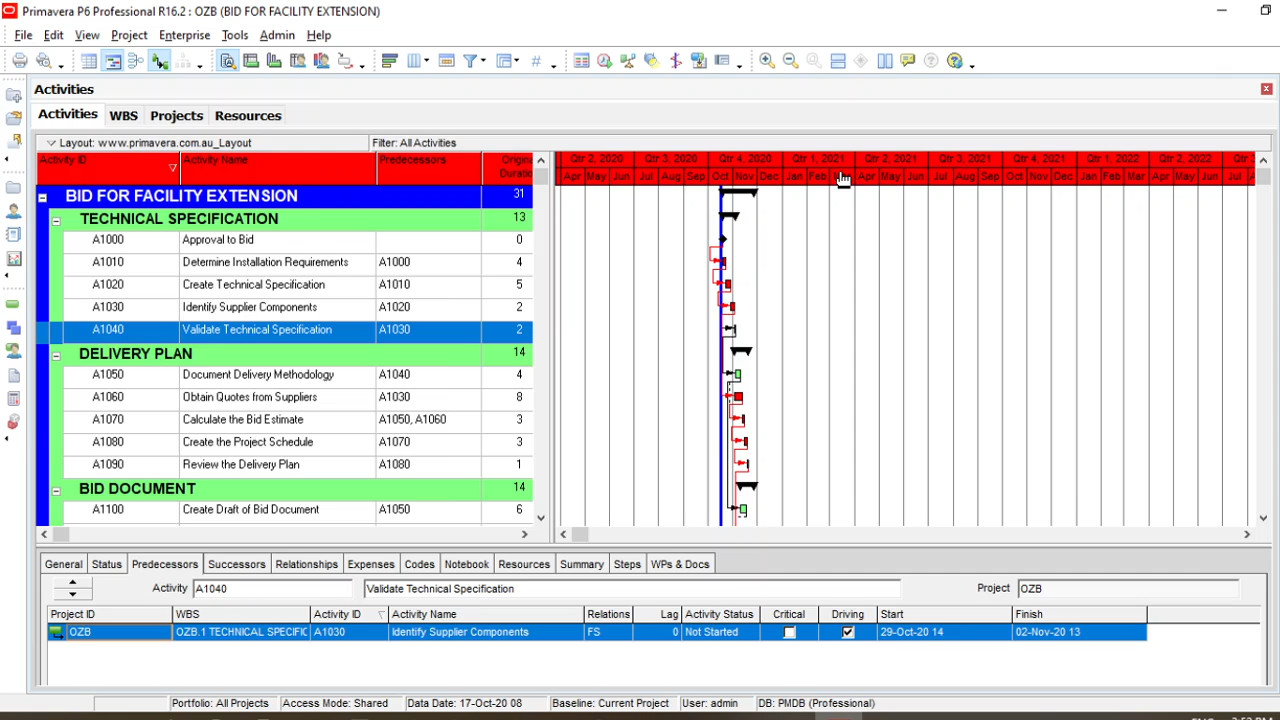 Primavera P6 Professional R16.2 : OZB (BID FOR FACILITY EXTENSION)
File Edit View Project Enterprise Tools Admin Help
Activities
Activities WBS Projects Resources
Layout: www.primavera.com.au_Layout Filter: All Activities
Activity ID Activity Name Predecessors Original Duration
Qtr 2, 2020 Qtr 3, 2020 Qtr 4, 2020 Qtr 1, 2021 Qtr 2, 2021 Qtr 3, 2021 Qtr 4, 2021 Qtr 1, 2022 Qtr 2, 2022
Apr May Jun Jul Aug Sep Oct Nov Dec Jan Feb Apr May Jun Jul Aug Sep Oct Nov Dec Jan Feb Mar Apr May Jun Jul
BID FOR FACILITY EXTENSION 31
TECHNICAL SPECIFICATION 13
A1000 Approval to Bid 0
A1010 Determine Installation Requirements A1000 4
A1020 Create Technical Specification A1010 5
A1030 Identify Supplier Components A1020 2
A1040 Validate Technical Specification A1030 2
DELIVERY PLAN 14
A1050 Document Delivery Methodology A1040 4
A1060 Obtain Quotes from Suppliers A1030 8
A1070 Calculate the Bid Estimate A1050, A1060 3
A1080 Create the Project Schedule A1070 3
A1090 Review the Delivery Plan A1080 1
BID DOCUMENT 14
A1100 Create Draft of Bid Document A1050 6
General Status Predecessors Successors Relationships Expenses Codes Notebook Resources Summary Steps WPs & Docs
Activity A1040 Validate Technical Specification Project OZB
Project ID WBS Activity ID Activity Name Relations Lag Activity Status Critical Driving Start Finish
OZB OZB.1 TECHNICAL SPECIFIC A1030 Identify Supplier Components FS 0 Not Started 29-Oct-20 14 02-Nov-20 13
Portfolio: All Projects Access Mode: Shared Data Date: 17-Oct-20 08 Baseline: Current Project User: admin DB: PMDB (Professional)